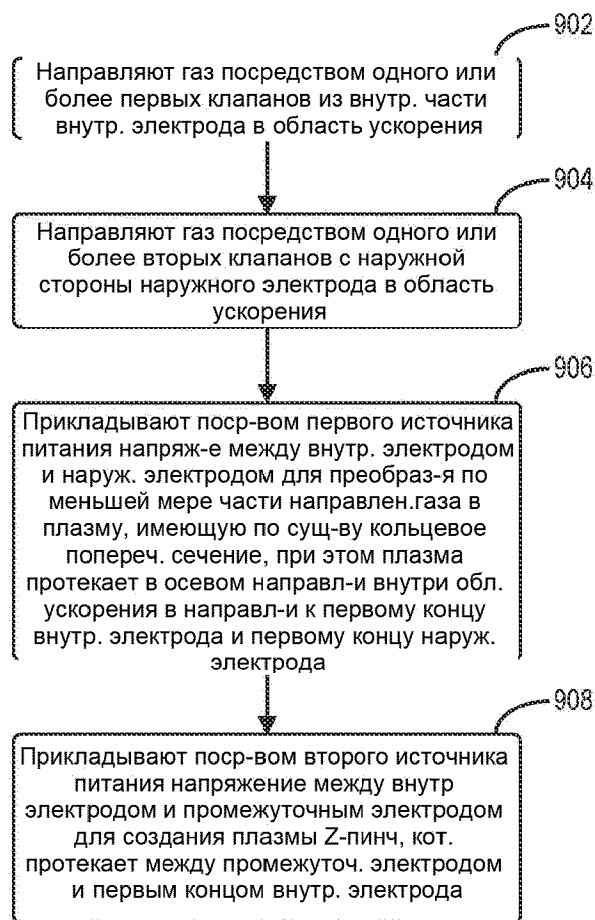 902
Направляют газ посредством одного или
более первых клапанов из внутр. части
внутр. электрода в область ускорения
904
Направляют газ посредством одного или
более вторых клапанов с наружной
стороны наружного электрода в область
ускорения
906
Прикладывают поср-вом первого источника
питания напряж-е между внутр. электродом
и наруж. электродом для преобраз-я по
меньшей мере части направлен.газа в
плазму, имеющую по сущ-ву кольцевое
попереч. сечение, при этом плазма
протекает в осевом направл-и внутри обл.
ускорения в направл-и к первому концу
внутр. электрода и первому концу наруж.
электрода
908
Прикладывают поср-вом второго источника
питания напряжение между внутр
электродом и промежуточным электродом
для создания плазмы Z-пинч, кот.
протекает между промежуточ. электродом
и первым концом внутр. электрода